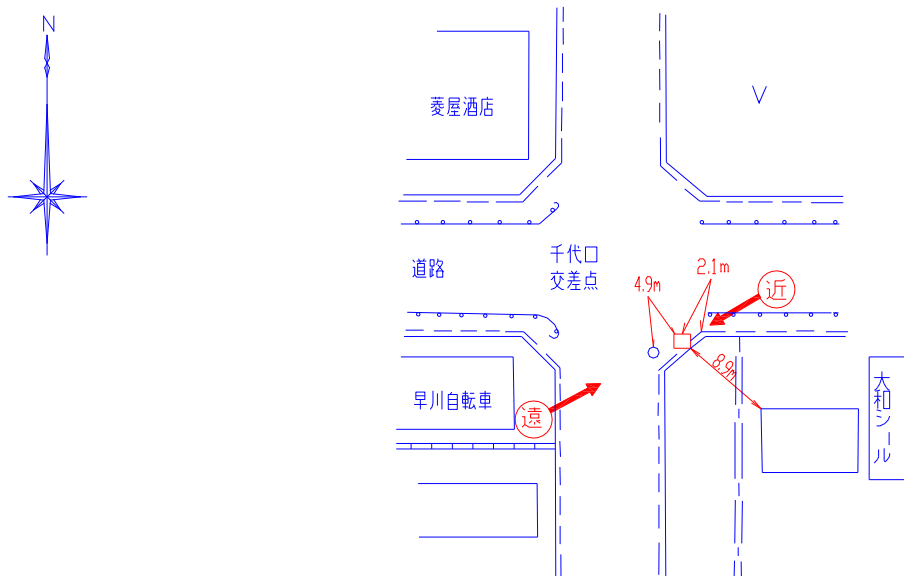 N
菱屋酒店
千代口
交差点
道路
2.1m
4.9m
近
8.9m
大和シール
早川自転車
遠